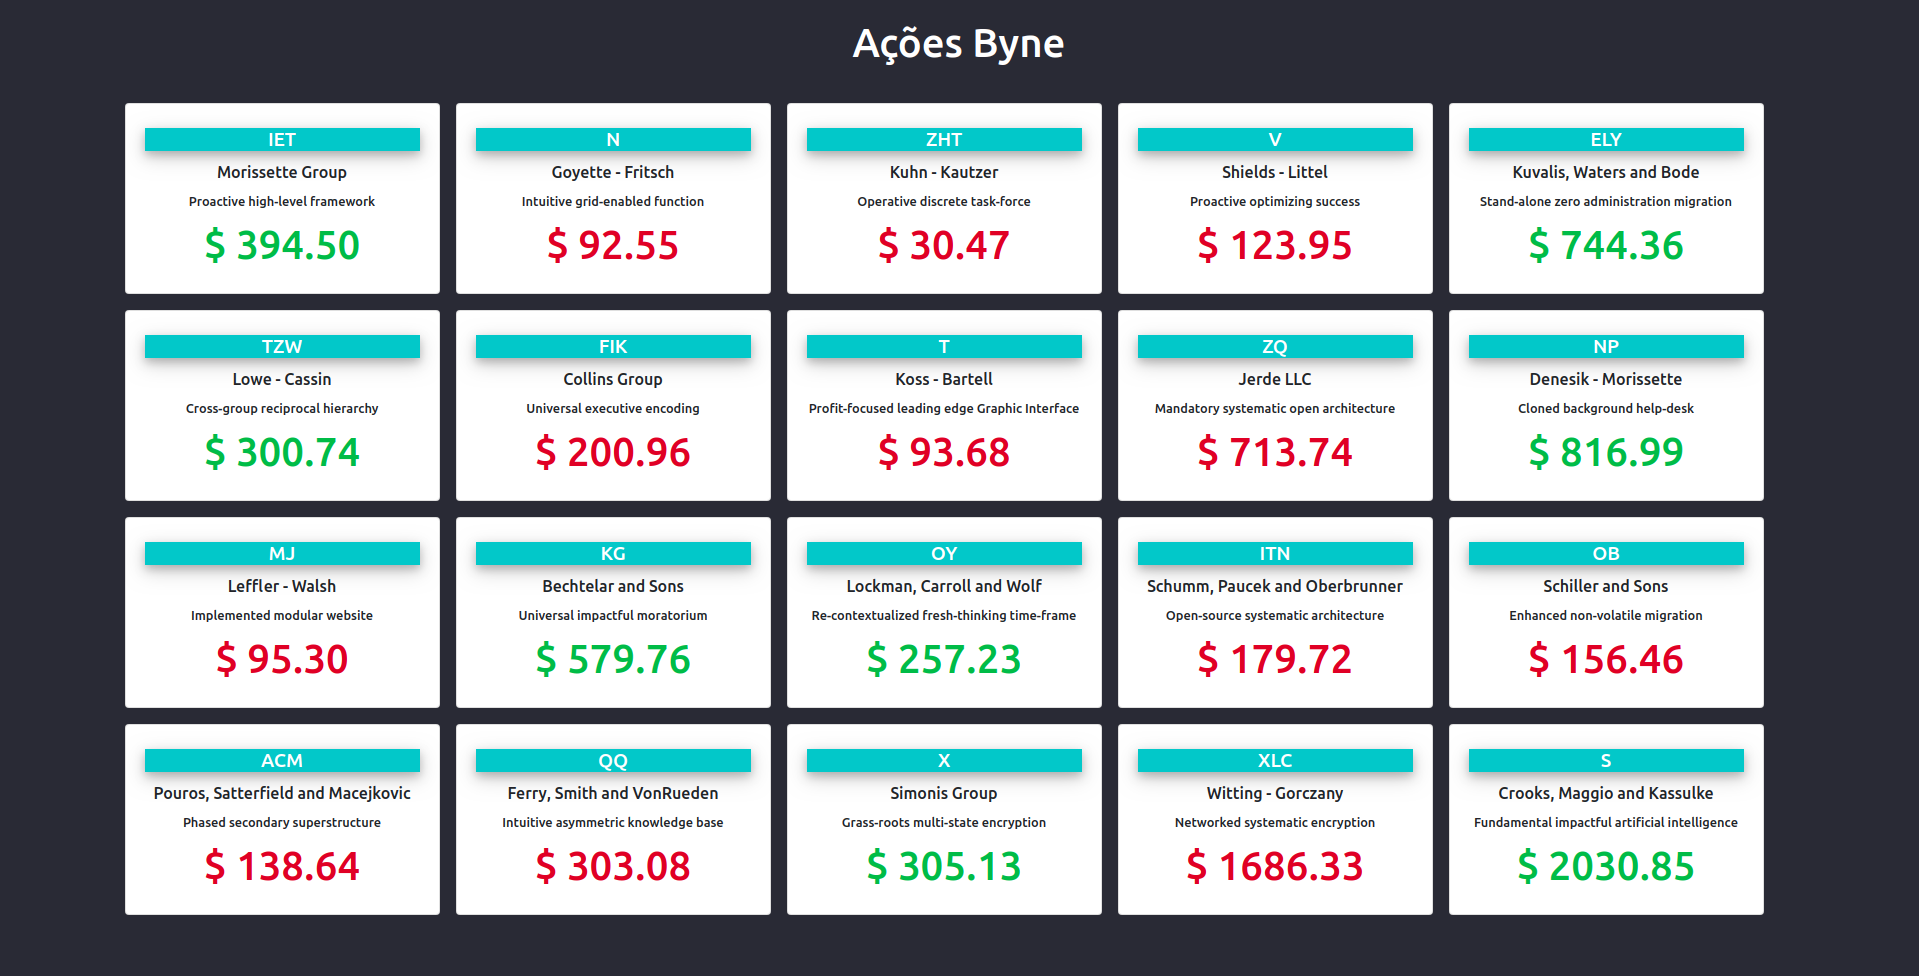 Ações Byne
IET
Morissette Group
Proactive high-level framework
$ 394.50
N
Goyette - Fritsch
Intuitive grid-enabled function
$ 92.55
ZHT
Kuhn - Kautzer
Operative discrete task-force
$ 30.47
V
Shields - Littel
Proactive optimizing success
$ 123.95
ELY
Kuvalis, Waters and Bode
Stand-alone zero administration migration
$ 744.36
TZW
Lowe - Cassin
Cross-group reciprocal hierarchy
$ 300.74
FIK
Collins Group
Universal executive encoding
$ 200.96
T
Koss - Bartell
Profit-focused leading edge Graphic Interface
$ 93.68
ZQ
Jerde LLC
Mandatory systematic open architecture
$ 713.74
NP
Denesik - Morissette
Cloned background help-desk
$ 816.99
MJ
Leffler - Walsh
Implemented modular website
$ 95.30
KG
Bechtelar and Sons
Universal impactful moratorium
$ 579.76
OY
Lockman, Carroll and Wolf
Re-contextualized fresh-thinking time-frame
$ 257.23
ITN
Schumm, Paucek and Oberbrunner
Open-source systematic architecture
$ 179.72
OB
Schiller and Sons
Enhanced non-volatile migration
$ 156.46
ACM
Pouros, Satterfield and Macejkovic
Phased secondary superstructure
$ 138.64
QQ
Ferry, Smith and VonRueden
Intuitive asymmetric knowledge base
$ 303.08
X
Simonis Group
Grass-roots multi-state encryption
$ 305.13
XLC
Witting - Gorczany
Networked systematic encryption
$ 1686.33
S
Crooks, Maggio and Kassulke
Fundamental impactful artificial intelligence
$ 2030.85